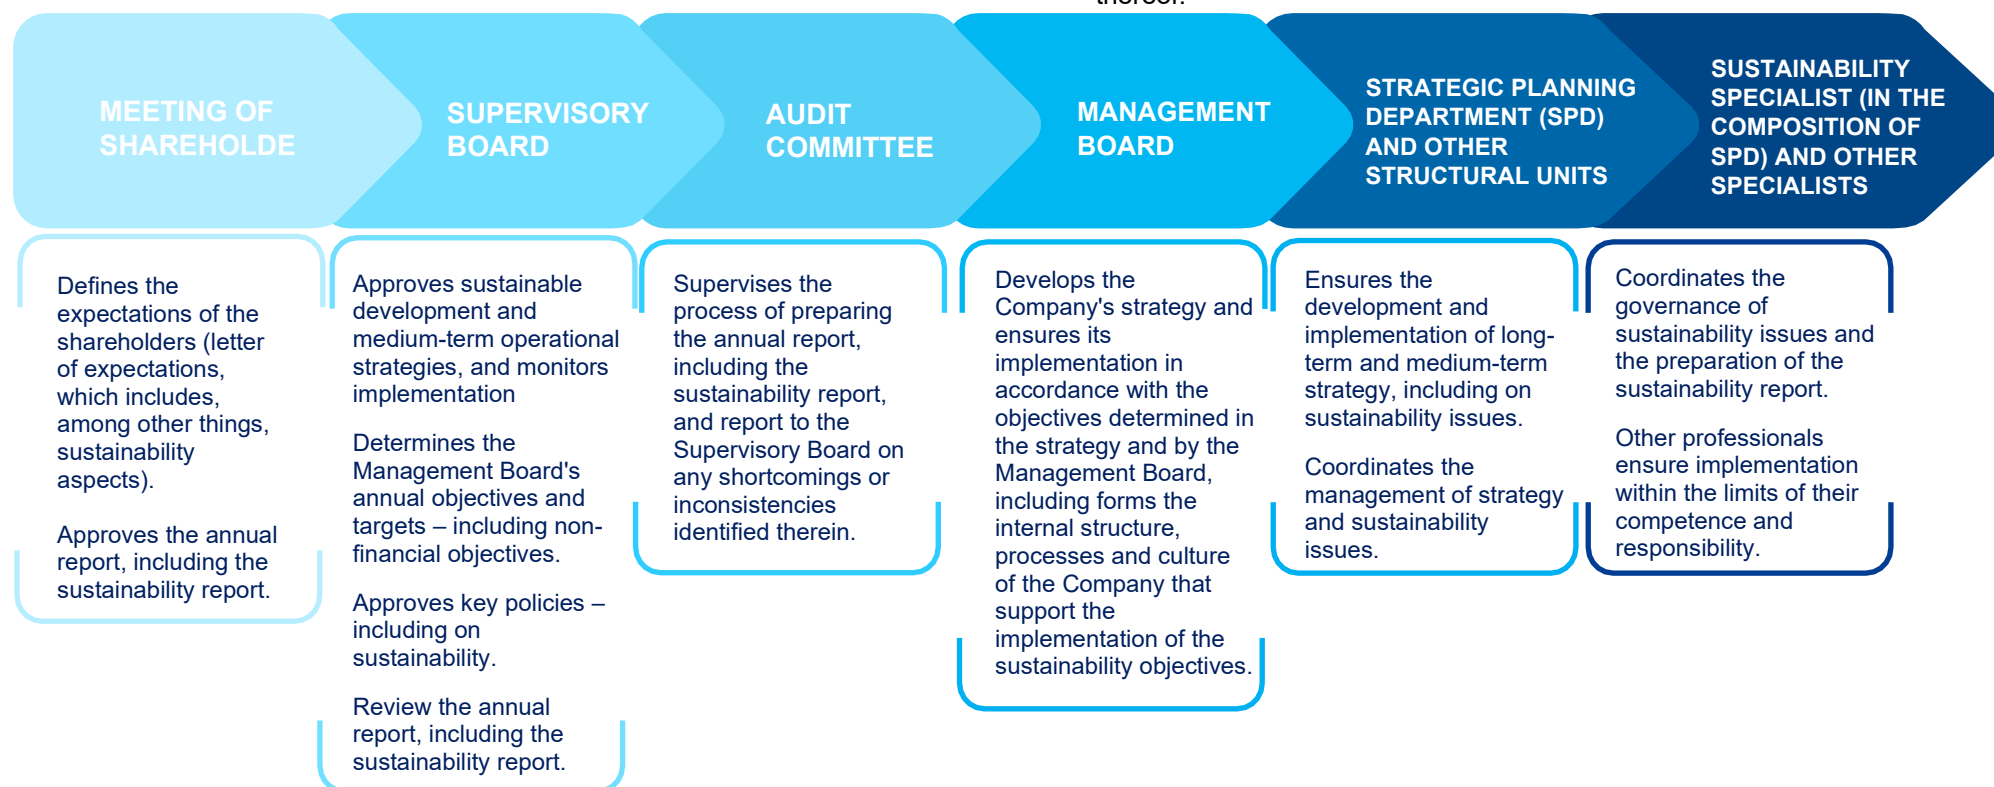 thereof.
MEETING OF
SHAREHOLDE
SUPERVISORY
BOARD
AUDIT
COMMITTEE
MANAGEMENT
BOARD
STRATEGIC PLANNING
DEPARTMENT (SPD)
AND OTHER
STRUCTURAL UNITS
SUSTAINABILITY
SPECIALIST (IN THE
COMPOSITION OF
SPD) AND OTHER
SPECIALISTS
Defines the
expectations of the
shareholders (letter
of expectations,
which includes,
among other things,
sustainability
aspects).
Approves the annual
report, including the
sustainability report.
Approves sustainable
development and
medium-term operational
strategies, and monitors
implementation
Determines the
Management Board's
annual objectives and
targets – including non-
financial objectives.
Approves key policies –
including on
sustainability.
Review the annual
report, including the
sustainability report.
Supervises the
process of preparing
the annual report,
including the
sustainability report,
and report to the
Supervisory Board on
any shortcomings or
inconsistencies
identified therein.
Develops the
Company's strategy and
ensures its
implementation in
accordance with the
objectives determined in
the strategy and by the
Management Board,
including forms the
internal structure,
processes and culture
of the Company that
support the
implementation of the
sustainability objectives.
Ensures the
development and
implementation of long-
term and medium-term
strategy, including on
sustainability issues.
Coordinates the
management of strategy
and sustainability
issues.
Coordinates the
governance of
sustainability issues and
the preparation of the
sustainability report.
Other professionals
ensure implementation
within the limits of their
competence and
responsibility.